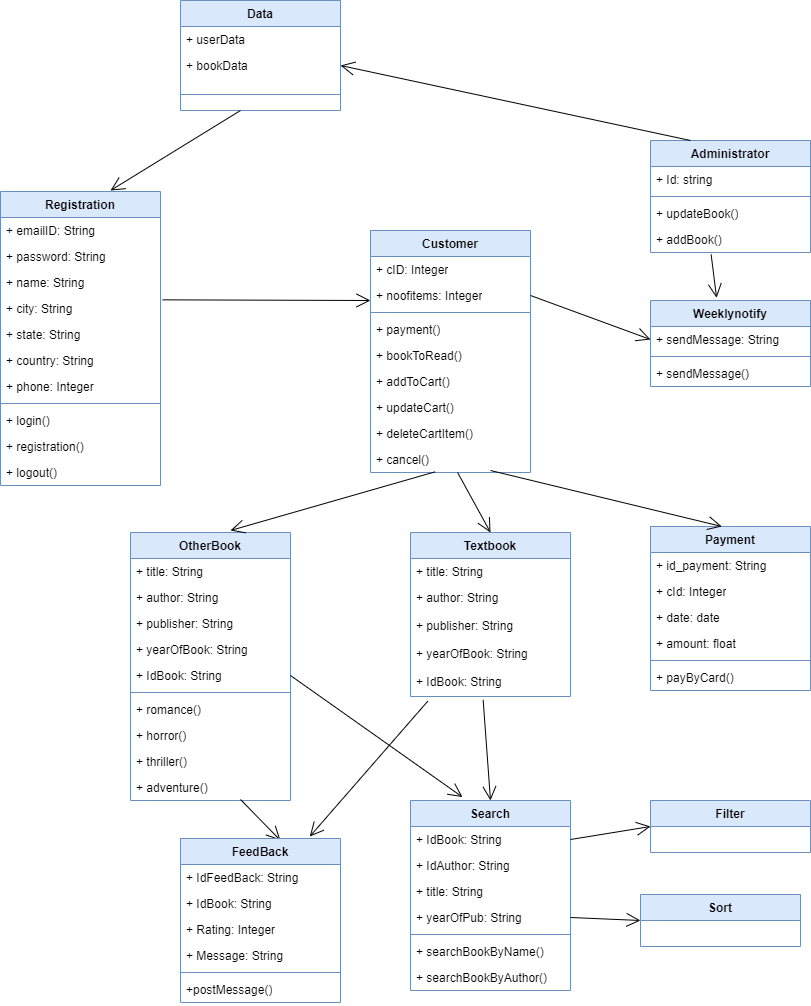 Data
+ userData
+ bookData
Administrator
+ Id: string
+ updateBook()
+ addBook()
Registration
+ emailID: String
+ password: String
+ name: String
+ city: String
+ state: String
+ country: String
+ phone: Integer
+ login()
+ registration()
+ logout()
Customer
+ cID: Integer
+ noofitems: Integer
+ payment()
+ bookToRead()
+ addToCart()
+ updateCart()
+ deleteCartItem()
+ cancel()
Weeklynotify
+ sendMessage: String
+ sendMessage()
OtherBook
+ title: String
+ author: String
+ publisher: String
+ yearOfBook: String
+ IdBook: String
+ romance()
+ horror()
+ thriller()
+ adventure()
Textbook
+ title: String
+ author: String
+ publisher: String
+ yearOfBook: String
+ IdBook: String
Payment
+ id_payment: String
+ cId: Integer
+ date: date
+ amount: float
+ payByCard()
FeedBack
+ IdFeedBack: String
+ IdBook: String
+ Rating: Integer
+ Message: String
+postMessage()
Search
+ IdBook: String
+ IdAuthor: String
+ title: String
+ yearOfPub: String
+ searchBookByName()
+ searchBookByAuthor()
Filter
Sort